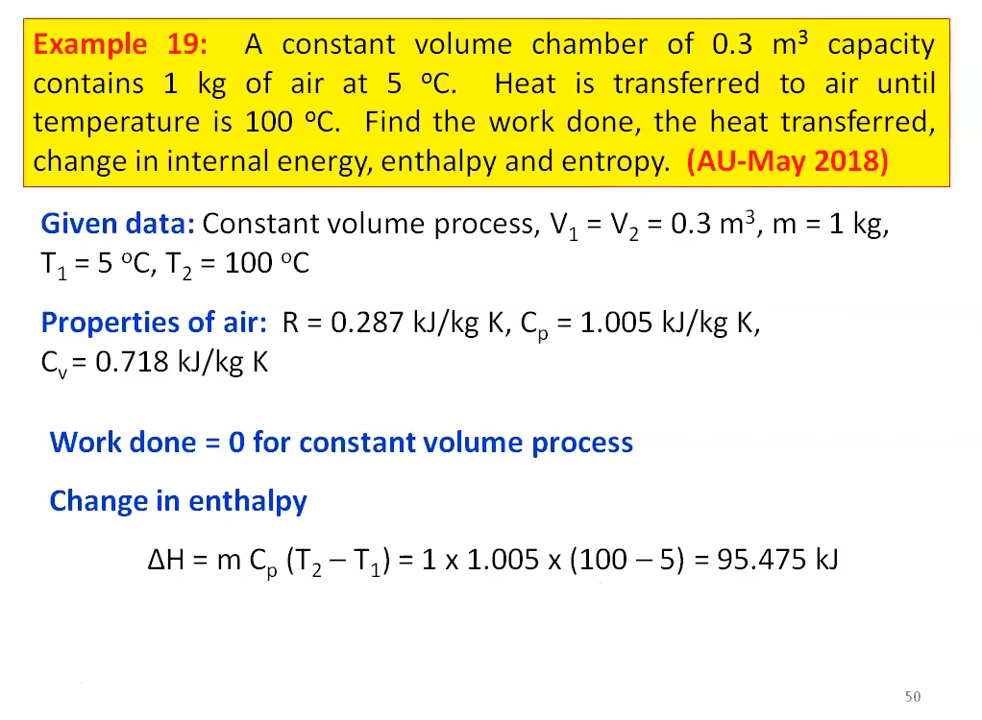 Example 19: A constant volume chamber of 0.3 m³ capacity
contains 1 kg of air at 5 ᵒC. Heat is transferred to air until
temperature is 100 ᵒC. Find the work done, the heat transferred,
change in internal energy, enthalpy and entropy. (AU-May 2018)
Given data: Constant volume process, V₁ = V₂ = 0.3 m³, m = 1 kg,
T₁ = 5 ᵒC, T₂ = 100 ᵒC
Properties of air: R = 0.287 kJ/kg K, Cₚ = 1.005 kJ/kg K,
Cᵥ = 0.718 kJ/kg K
Work done = 0 for constant volume process
Change in enthalpy
ΔH = m Cₚ (T₂ – T₁) = 1 x 1.005 x (100 – 5) = 95.475 kJ
50